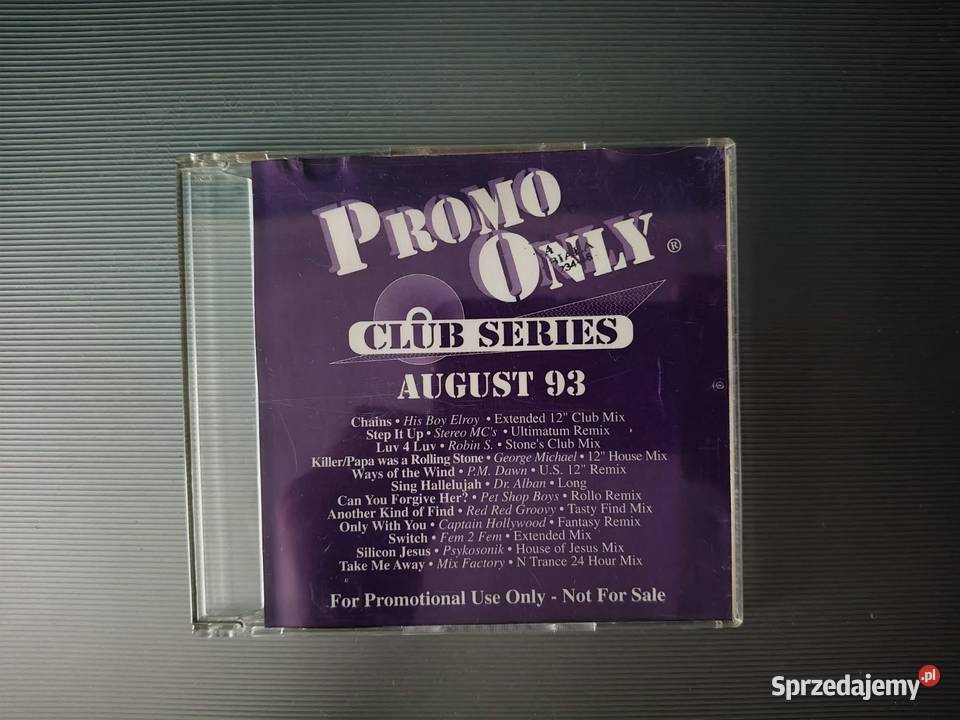 PROMO
ONLY®
CLUB SERIES
AUGUST 93
Chains • His Boy Elroy • Extended 12" Club Mix
Step It Up • Stereo MC's • Ultimatum Remix
Luv 4 Luv • Robin S. • Stone's Club Mix
Killer/Papa was a Rolling Stone • George Michael • 12" House Mix
Ways of the Wind • P.M. Dawn • U.S. 12" Remix
Sing Hallelujah • Dr. Alban • Long
Can You Forgive Her? • Pet Shop Boys • Rollo Remix
Another Kind of Find • Red Red Groovy • Tasty Find Mix
Only With You • Captain Hollywood • Fantasy Remix
Switch • Fem 2 Fem • Extended Mix
Silicon Jesus • Psykosonik • House of Jesus Mix
Take Me Away • Mix Factory • N Trance 24 Hour Mix
For Promotional Use Only - Not For Sale
Sprzedajemy.pl